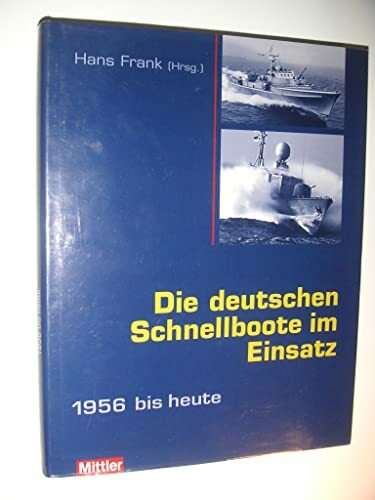 Hans Frank (Hrsg.)
Die deutschen
Schnellboote im
Einsatz
1956 bis heute
Mittler